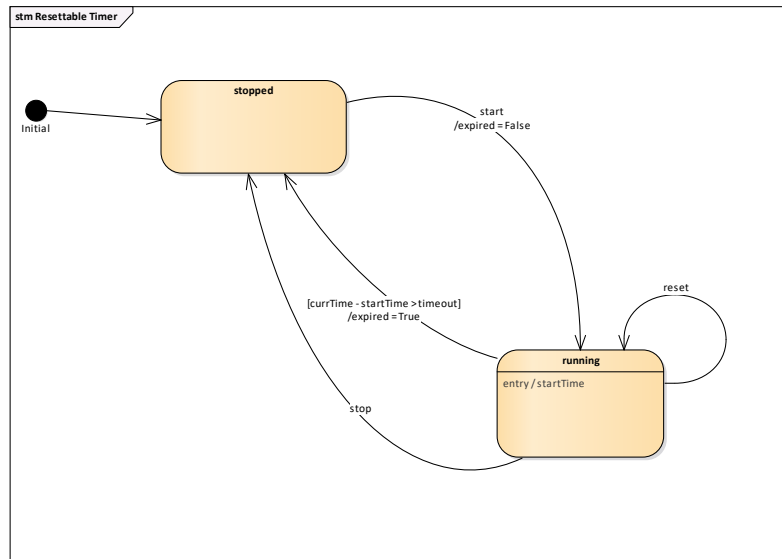 stm Resettable Timer
Initial
stopped
start
/expired =False
[currTime - startTime >timeout]
/expired =True
reset
running
entry / startTime
stop